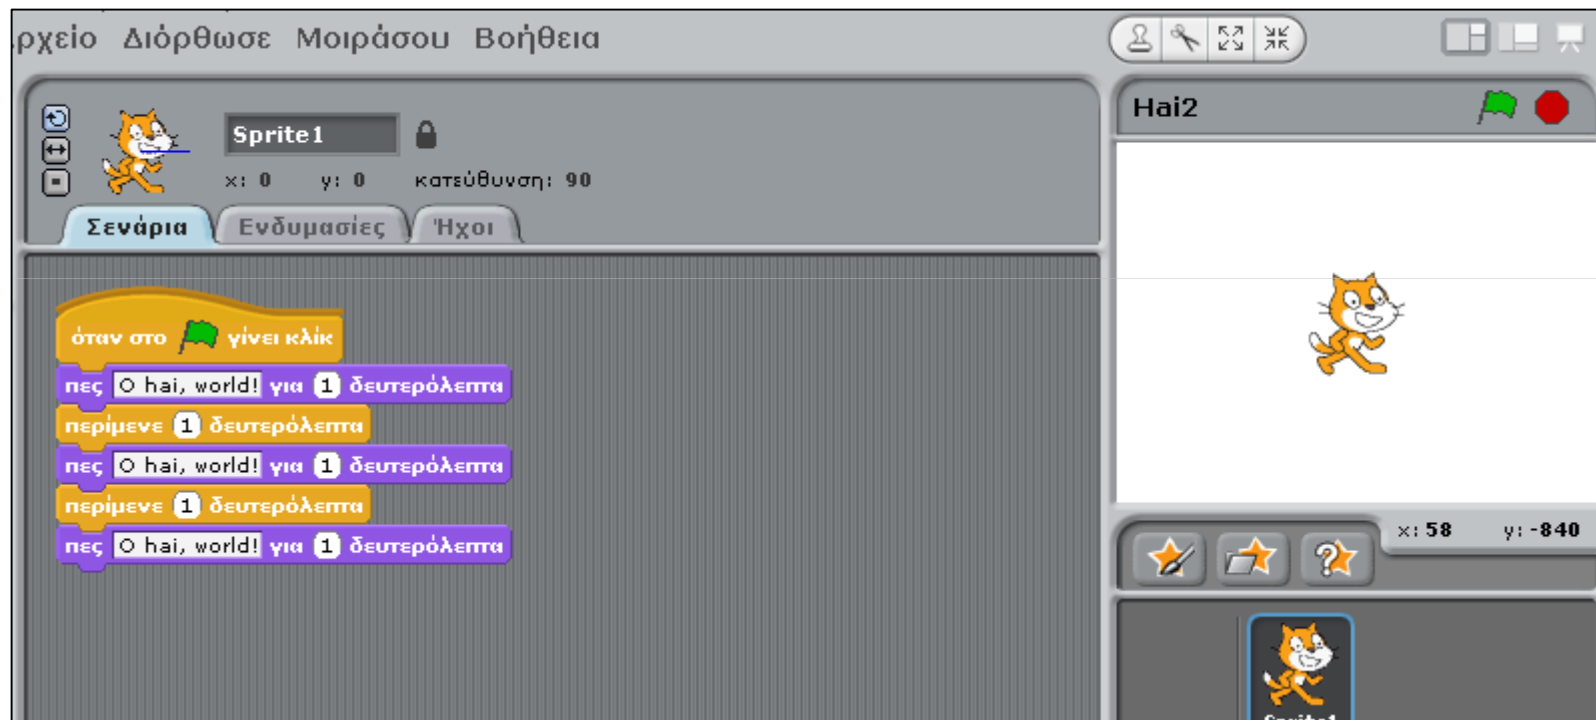 ρχείο Διόρθωσε Μοιράσου Βοήθεια
Sprite1
x: 0 y: 0 κατεύθυνση: 90
Σενάρια Ενδυμασίες Ήχοι
όταν στο γίνει κλίκ
πες O hai, world! για 1 δευτερόλεπτα
περίμενε 1 δευτερόλεπτα
πες O hai, world! για 1 δευτερόλεπτα
περίμενε 1 δευτερόλεπτα
πες O hai, world! για 1 δευτερόλεπτα
Hai2
x: 58 y: -840
Sprite1